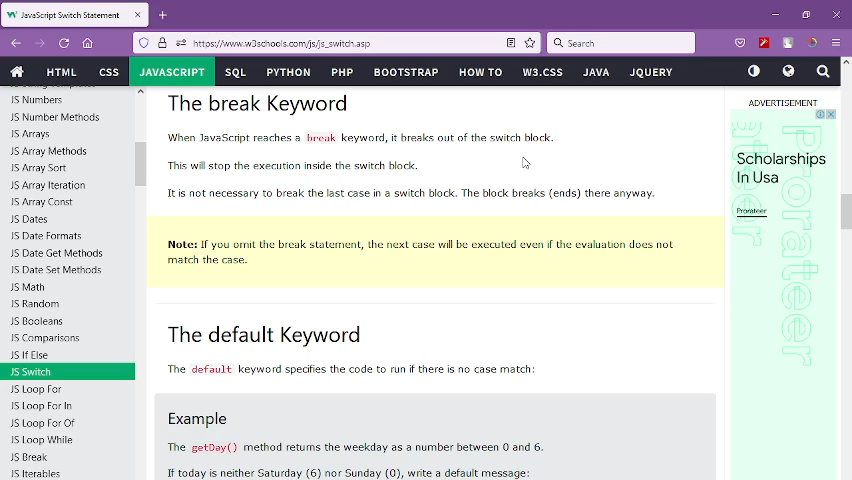 JavaScript Switch Statement
https://www.w3schools.com/js/js_switch.asp
Search
HTML
CSS
JAVASCRIPT
SQL
PYTHON
PHP
BOOTSTRAP
HOW TO
W3.CSS
JAVA
JQUERY
JS Numbers
JS Number Methods
JS Arrays
JS Array Methods
JS Array Sort
JS Array Iteration
JS Array Const
JS Dates
JS Date Formats
JS Date Get Methods
JS Date Set Methods
JS Math
JS Random
JS Booleans
JS Comparisons
JS If Else
JS Switch
JS Loop For
JS Loop For In
JS Loop For Of
JS Loop While
JS Break
JS Iterables
The break Keyword
When JavaScript reaches a break keyword, it breaks out of the switch block.
This will stop the execution inside the switch block.
It is not necessary to break the last case in a switch block. The block breaks (ends) there anyway.
Note: If you omit the break statement, the next case will be executed even if the evaluation does not
match the case.
The default Keyword
The default keyword specifies the code to run if there is no case match:
Example
The getDay() method returns the weekday as a number between 0 and 6.
If today is neither Saturday (6) nor Sunday (0), write a default message:
ADVERTISEMENT
Scholarships
In Usa
Prorateer